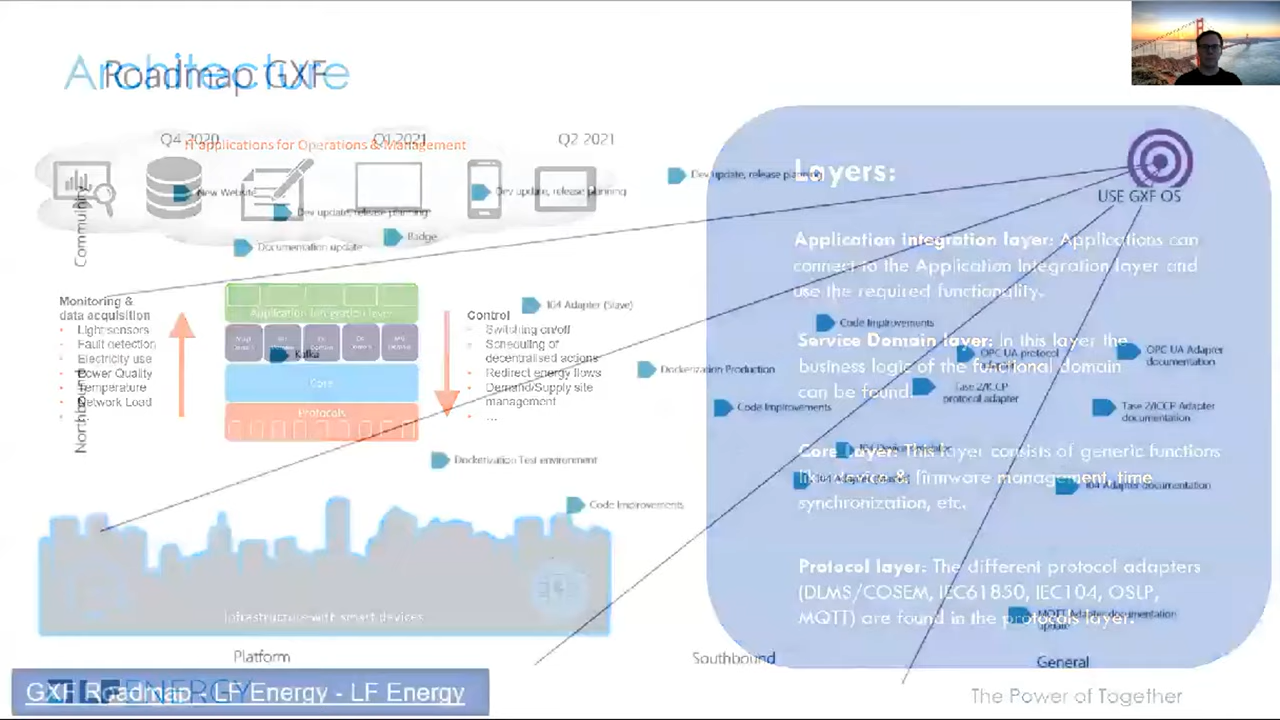 Architecture
Roadmap GXF
Q4 2020
Q1 2021
Q2 2021
IT applications for Operations & Management
Community
New Website
Dev update, release planning
Dev update, release planning
Dev update, release planning
Documentation update
Badge
USE GXF OS
Layers:
Application integration layer: Applications can
connect to the Application Integration layer and
use the required functionality.
Service Domain layer: In this layer the
business logic of the functional domain
can be found.
Core Layer: This layer consists of generic functions
like device & firmware management, time
synchronization, etc.
Protocol layer: The different protocol adapters
(DLMS/COSEM, IEC61850, IEC104, OSLP,
MQTT) are found in the protocols layer.
Monitoring &
data acquisition
• Light sensors
• Fault detection
• Electricity use
• Power Quality
• Temperature
• Network Load
Northbound
Application integration layer
Kafka
Core
Protocols
Control
• Switching on/off
• Scheduling of
decentralised actions
• Redirect energy flows
• Demand/Supply site
management
• ...
104 Adapter (Slave)
Code Improvements
OPC UA protocol
OPC UA Adapter
documentation
Dockerization Production
Tase 2/ICCP
protocol adapter
Code Improvements
Tase 2/ICCP Adapter
documentation
Dockerization Test environment
104 Adapter documentation
Code Improvements
MQTT Adapter documentation
update
Infrastructure with smart devices
Platform
Southbound
General
LF ENERGY
GXF Roadmap - LF Energy - LF Energy
The Power of Together